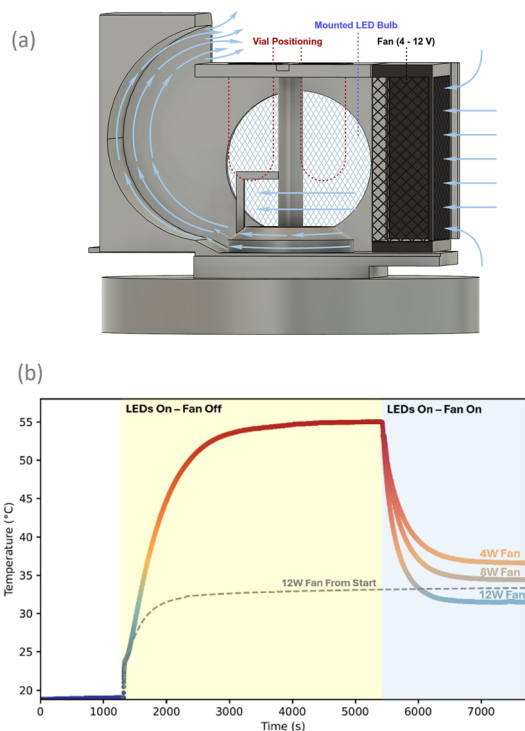 (a)
Mounted LED Bulb
Vial Positioning
Fan (4 - 12 V)
(b)
LEDs On – Fan Off
LEDs On – Fan On
55
50
45
40
35
30
25
20
Temperature (°C)
4W Fan
8W Fan
12W Fan From Start
12W Fan
0
1000
2000
3000
4000
5000
6000
7000
Time (s)